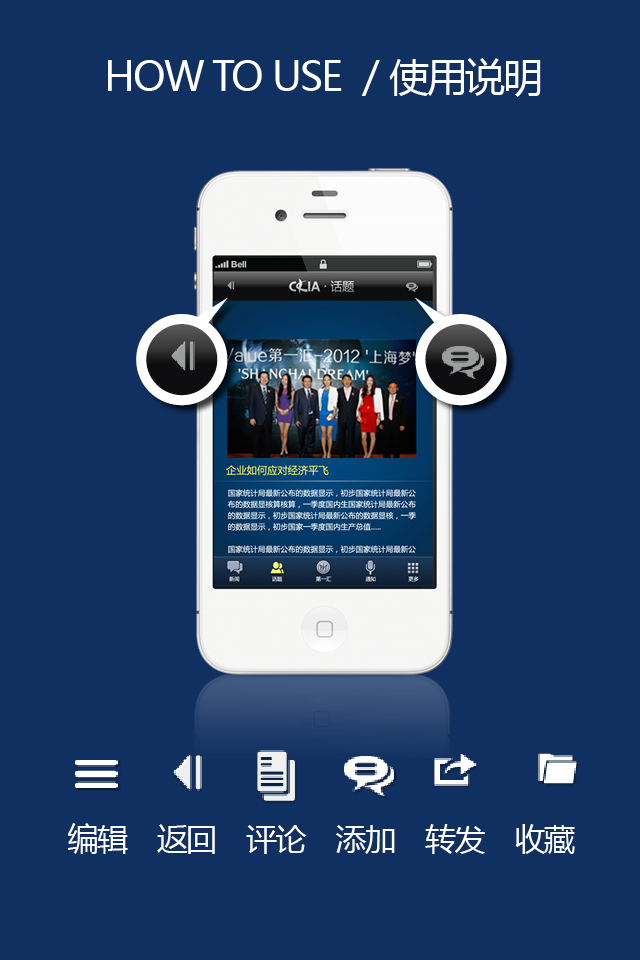 HOW TO USE / 使用说明
Bell
CCIA · 话题
Value第一汇-2012 '上海梦'
'SHANGHAI DREAM'
企业如何应对经济平飞
国家统计局最新公布的数据显示，初步国家统计局最新公
布的数据显核算核算，一季度国内生国家统计局最新公布
的数据显示，初步国家统计局最新公布的数据显核，一季
的数据显示，初步国家一季度国内生产总值.....
国家统计局最新公布的数据显示，初步国家统计局最新公
新闻 话题 第一汇 通知 更多
编辑 返回 评论 添加 转发 收藏